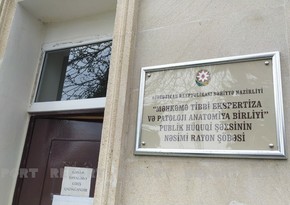 AZƏRBAYCAN RESPUBLİKASI SƏHİYYƏ NAZİRLİYİ
"MƏHKƏMƏ TİBBİ EKSPERTİZA
VƏ PATOLOJİ ANATOMİYA BİRLİYİ"
PUBLİK HÜQUQİ ŞƏXSİNİN
NƏSİMİ RAYON ŞÖBƏSİ